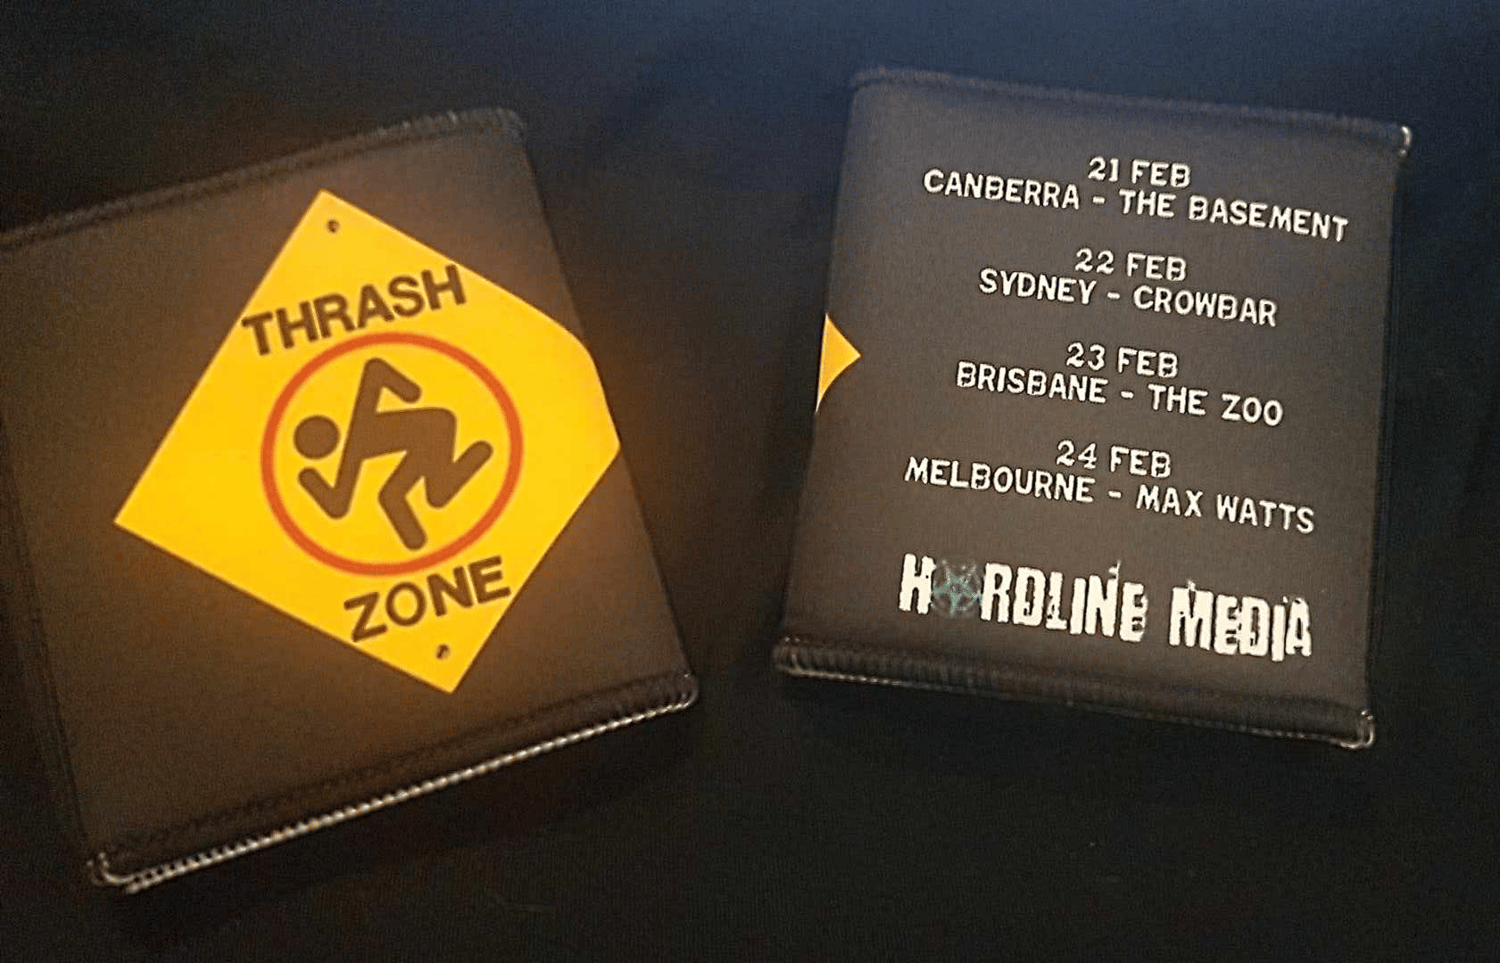 THRASH
ZONE
21 FEB
CANBERRA - THE BASEMENT
22 FEB
SYDNEY - CROWBAR
23 FEB
BRISBANE - THE ZOO
24 FEB
MELBOURNE - MAX WATTS
HARDLINE MEDIA